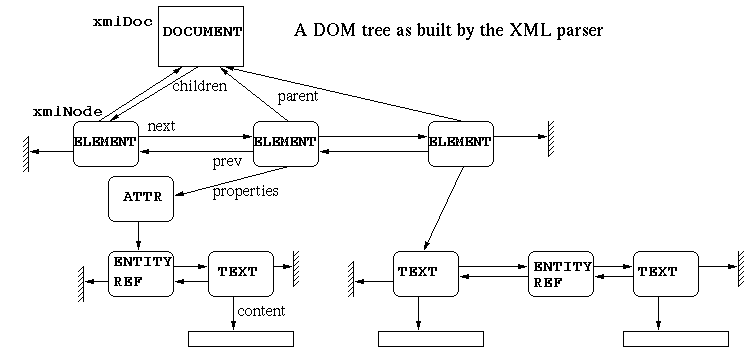 xmlDoc
DOCUMENT
A DOM tree as built by the XML parser
children
parent
xmlNode
next
ELEMENT
ELEMENT
ELEMENT
prev
ATTR
properties
ENTITY
REF
TEXT
TEXT
ENTITY
REF
TEXT
content